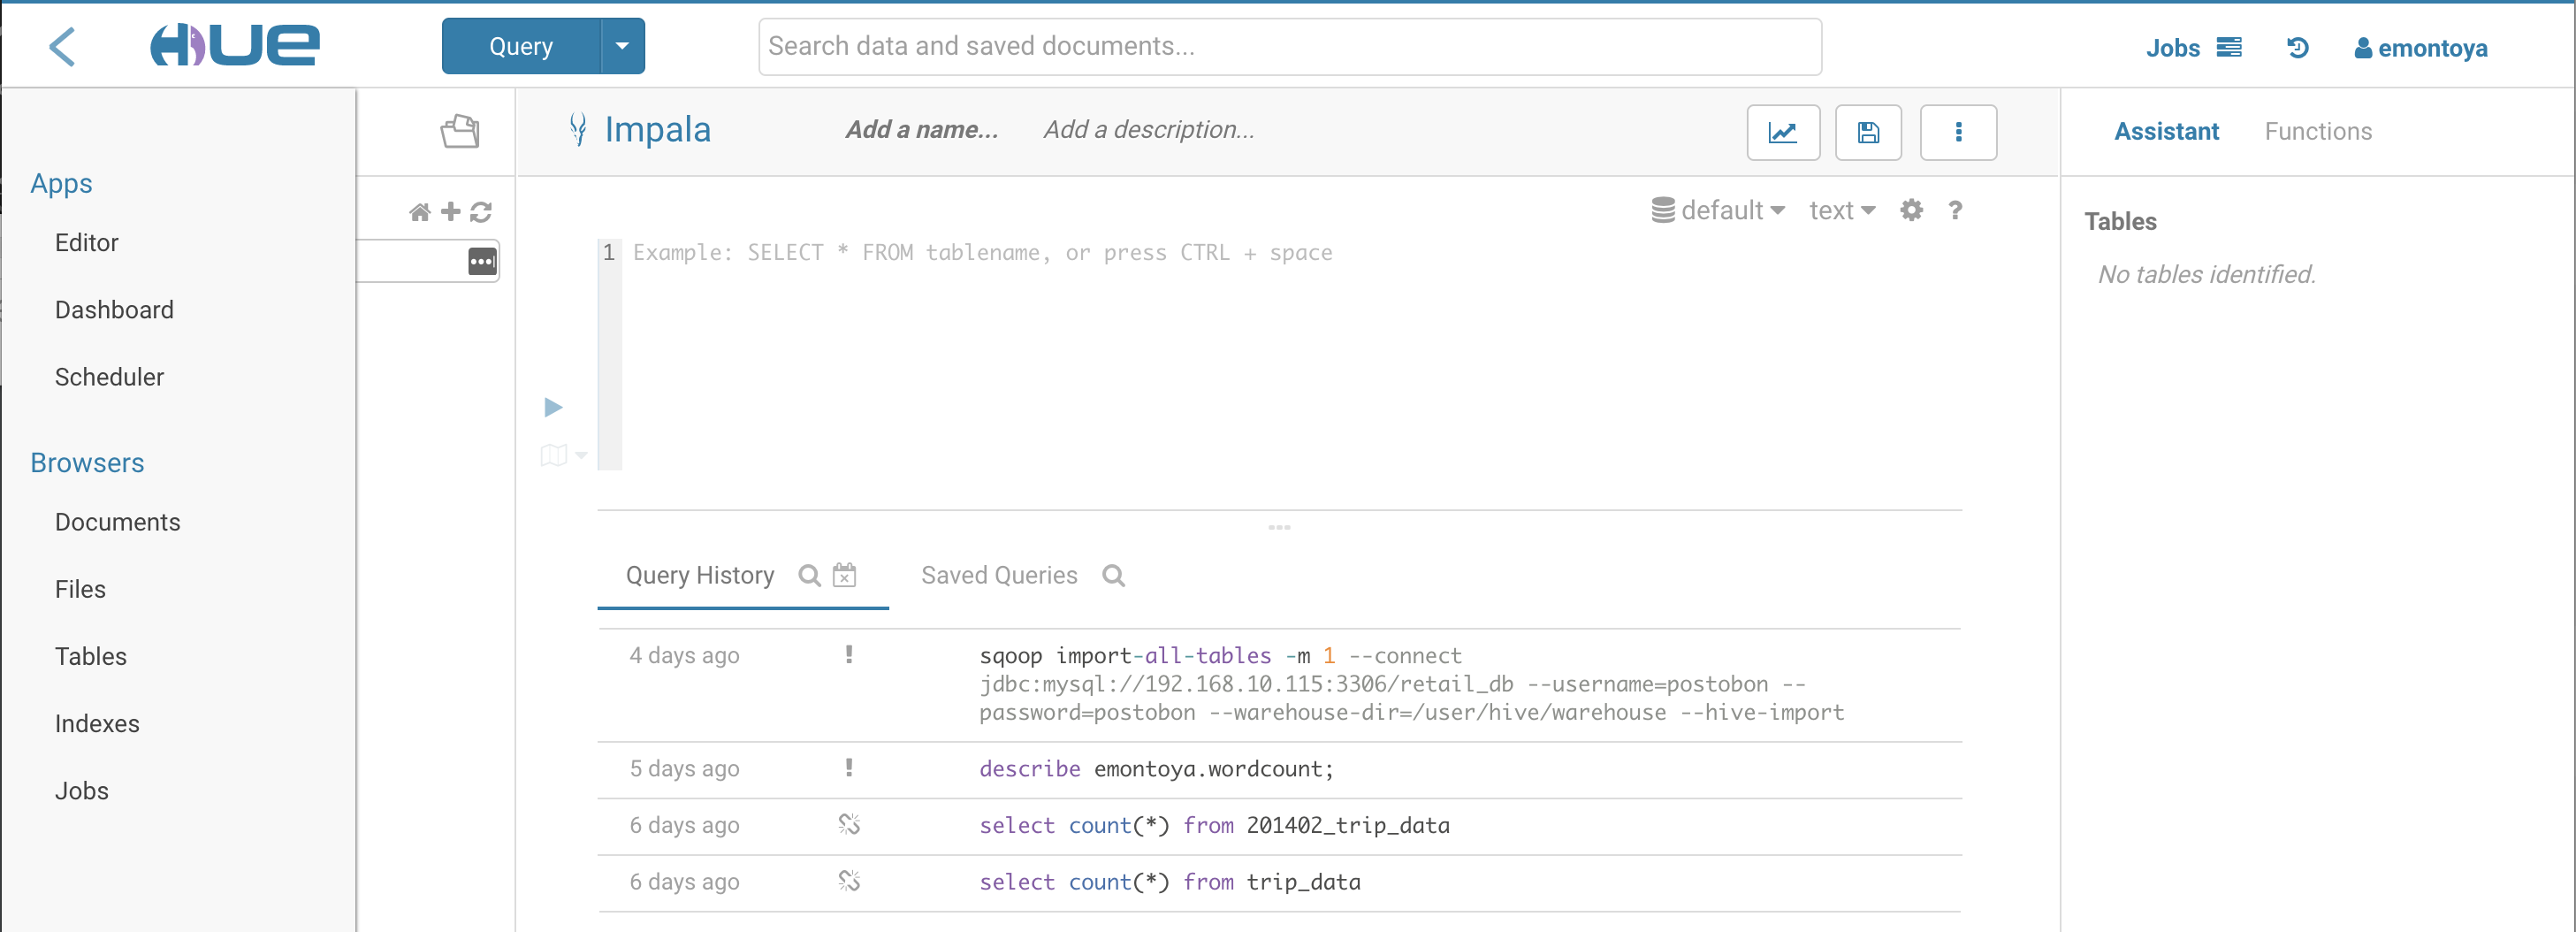 HUE
Query
Search data and saved documents...
Jobs
emontoya
Apps
Editor
Dashboard
Scheduler
Browsers
Documents
Files
Tables
Indexes
Jobs
Impala
Add a name...
Add a description...
default
text
?
1
Example: SELECT * FROM tablename, or press CTRL + space
Query History
Saved Queries
4 days ago
!
sqoop import-all-tables -m 1 --connect
jdbc:mysql://192.168.10.115:3306/retail_db --username=postobon --
password=postobon --warehouse-dir=/user/hive/warehouse --hive-import
5 days ago
!
describe emontoya.wordcount;
6 days ago
select count(*) from 201402_trip_data
6 days ago
select count(*) from trip_data
Assistant
Functions
Tables
No tables identified.